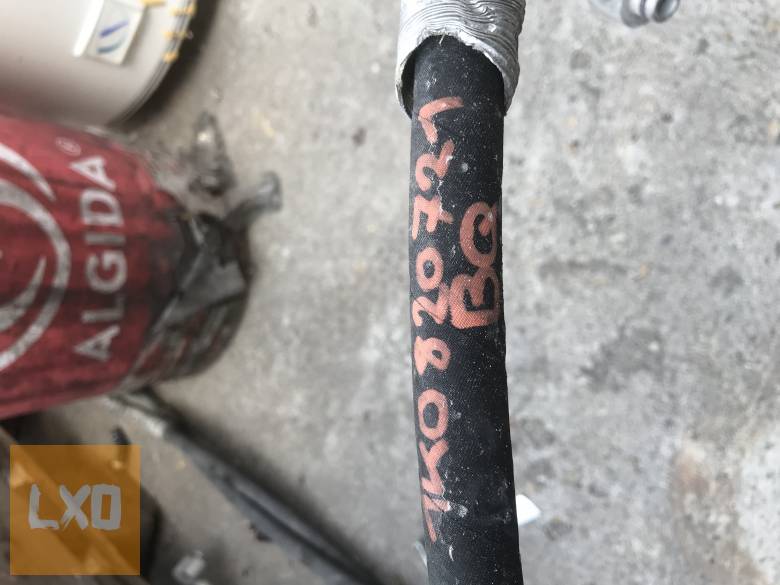 1K0 820 721
BQ
ALGIDA®
LXO